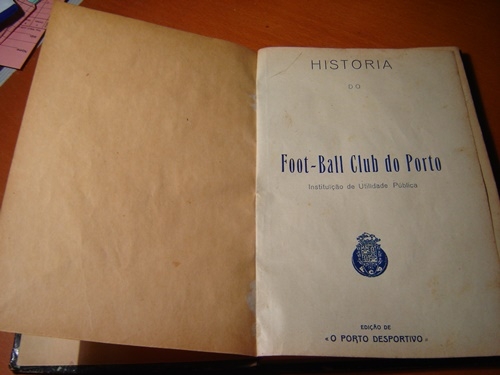 HISTORIA
DO
Foot-Ball Club do Porto
Instituição de Utilidade Pública
EDIÇÃO DE
«O PORTO DESPORTIVO»